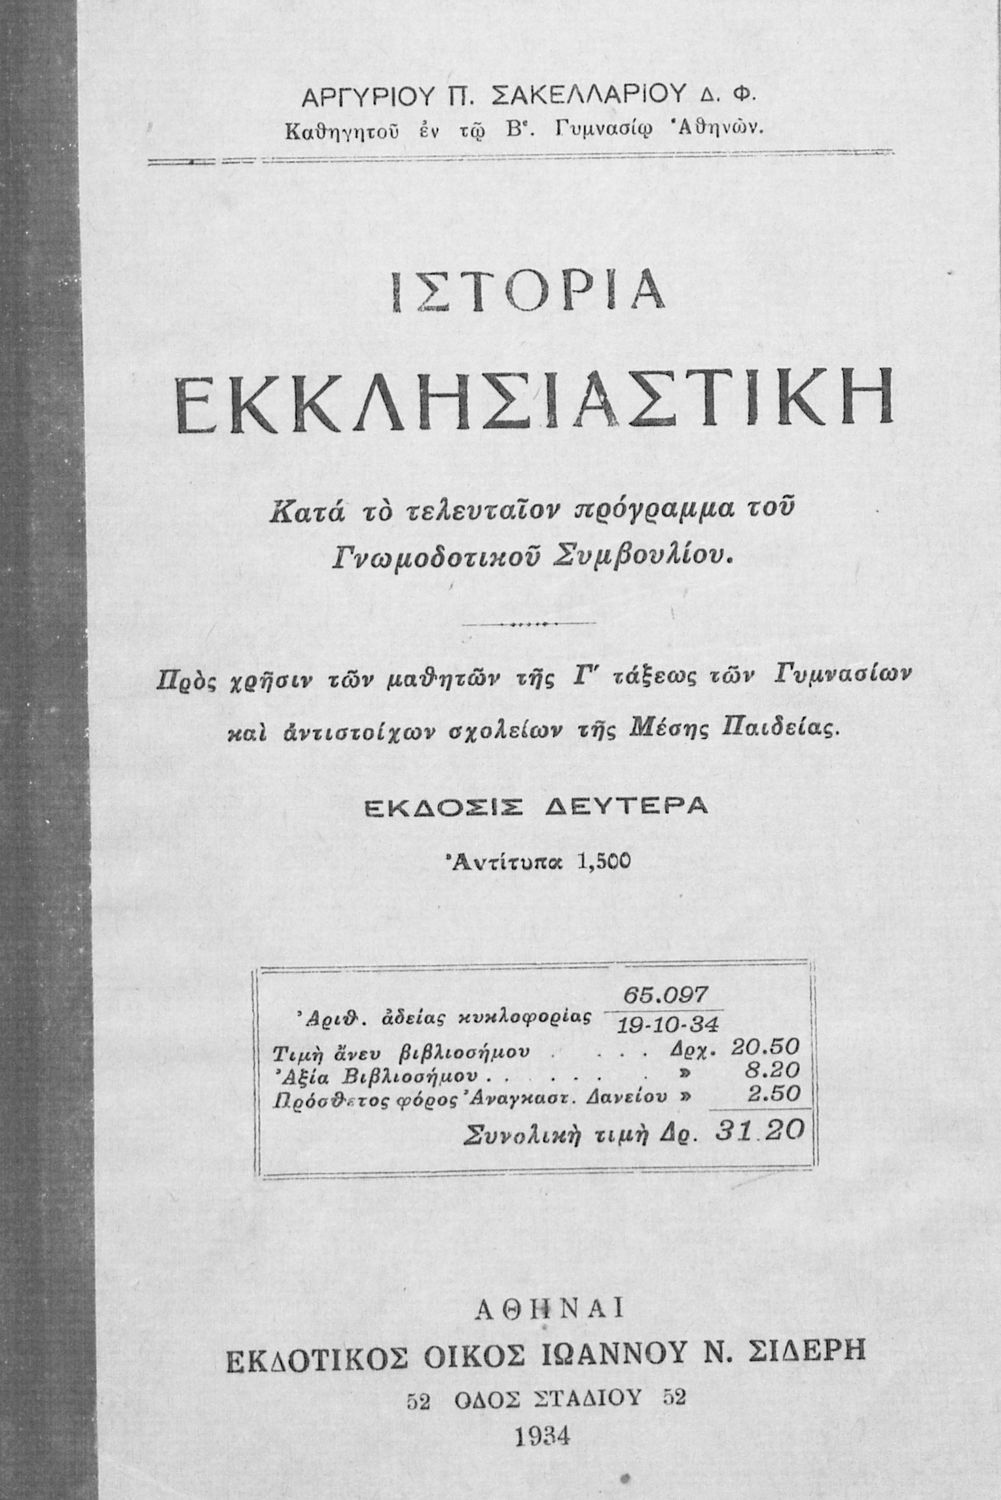 ΑΡΓΥΡΙΟΥ Π. ΣΑΚΕΛΛΑΡΙΟΥ Δ. Φ.
Καθηγητοῦ ἐν τῷ Β΄. Γυμνασίῳ Ἀθηνῶν.
ΙΣΤΟΡΙΑ
ΕΚΚΛΗΣΙΑΣΤΙΚΗ
Κατά τὸ τελευταῖον πρόγραμμα τοῦ
Γνωμοδοτικοῦ Συμβουλίου.
Πρὸς χρῆσιν τῶν μαθητῶν τῆς Γ΄ τάξεως τῶν Γυμνασίων
καὶ ἀντιστοίχων σχολείων τῆς Μέσης Παιδείας.
ΕΚΔΟΣΙΣ ΔΕΥΤΕΡΑ
Ἀντίτυπα 1,500
Ἀριθ. ἀδείας κυκλοφορίας 65.097
19-10-34
Τιμὴ ἄνευ βιβλιοσήμου . . . . Δρχ. 20.50
Ἀξία Βιβλιοσήμου . . . . . . . » 8.20
Πρόσθετος φόρος Ἀναγκαστ. Δανείου » 2.50
Συνολικὴ τιμὴ Δρ. 31.20
ΑΘΗΝΑΙ
ΕΚΔΟΤΙΚΟΣ ΟΙΚΟΣ ΙΩΑΝΝΟΥ Ν. ΣΙΔΕΡΗ
52 ΟΔΟΣ ΣΤΑΔΙΟΥ 52
1934